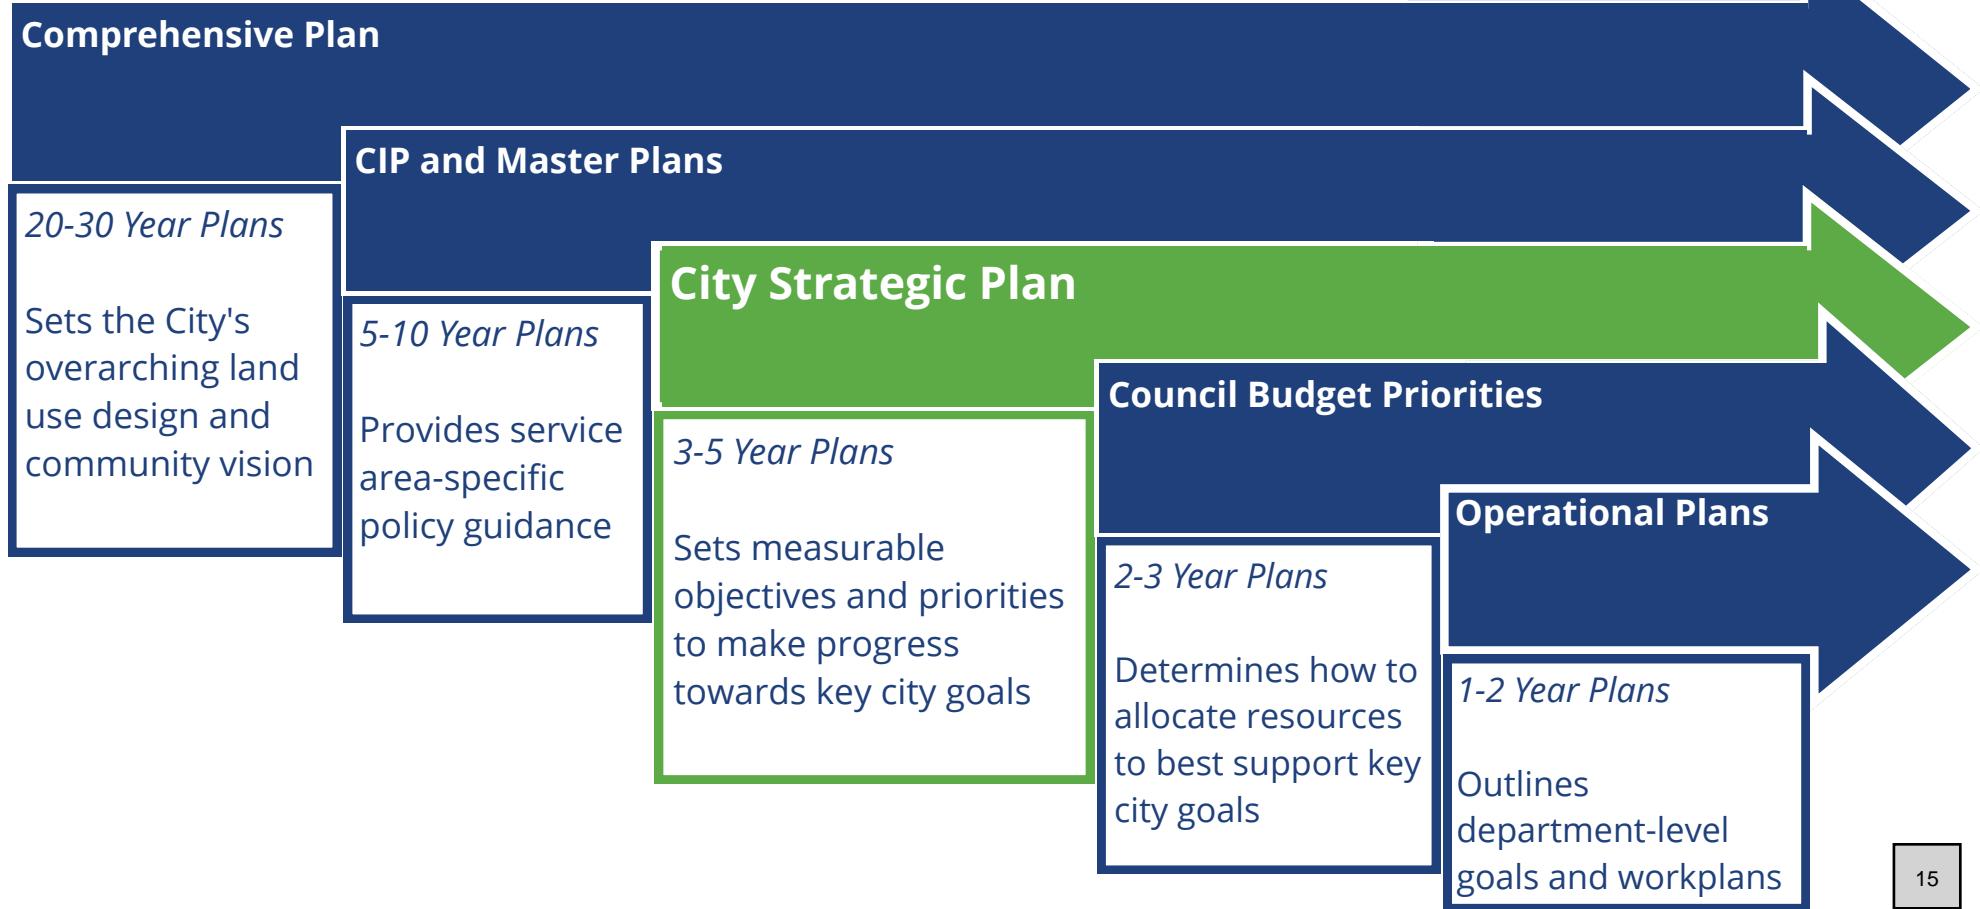 Comprehensive Plan
20-30 Year Plans
Sets the City's
overarching land
use design and
community vision
CIP and Master Plans
5-10 Year Plans
Provides service
area-specific
policy guidance
City Strategic Plan
3-5 Year Plans
Sets measurable
objectives and priorities
to make progress
towards key city goals
Council Budget Priorities
2-3 Year Plans
Determines how to
allocate resources
to best support key
city goals
Operational Plans
1-2 Year Plans
Outlines
department-level
goals and workplans
15